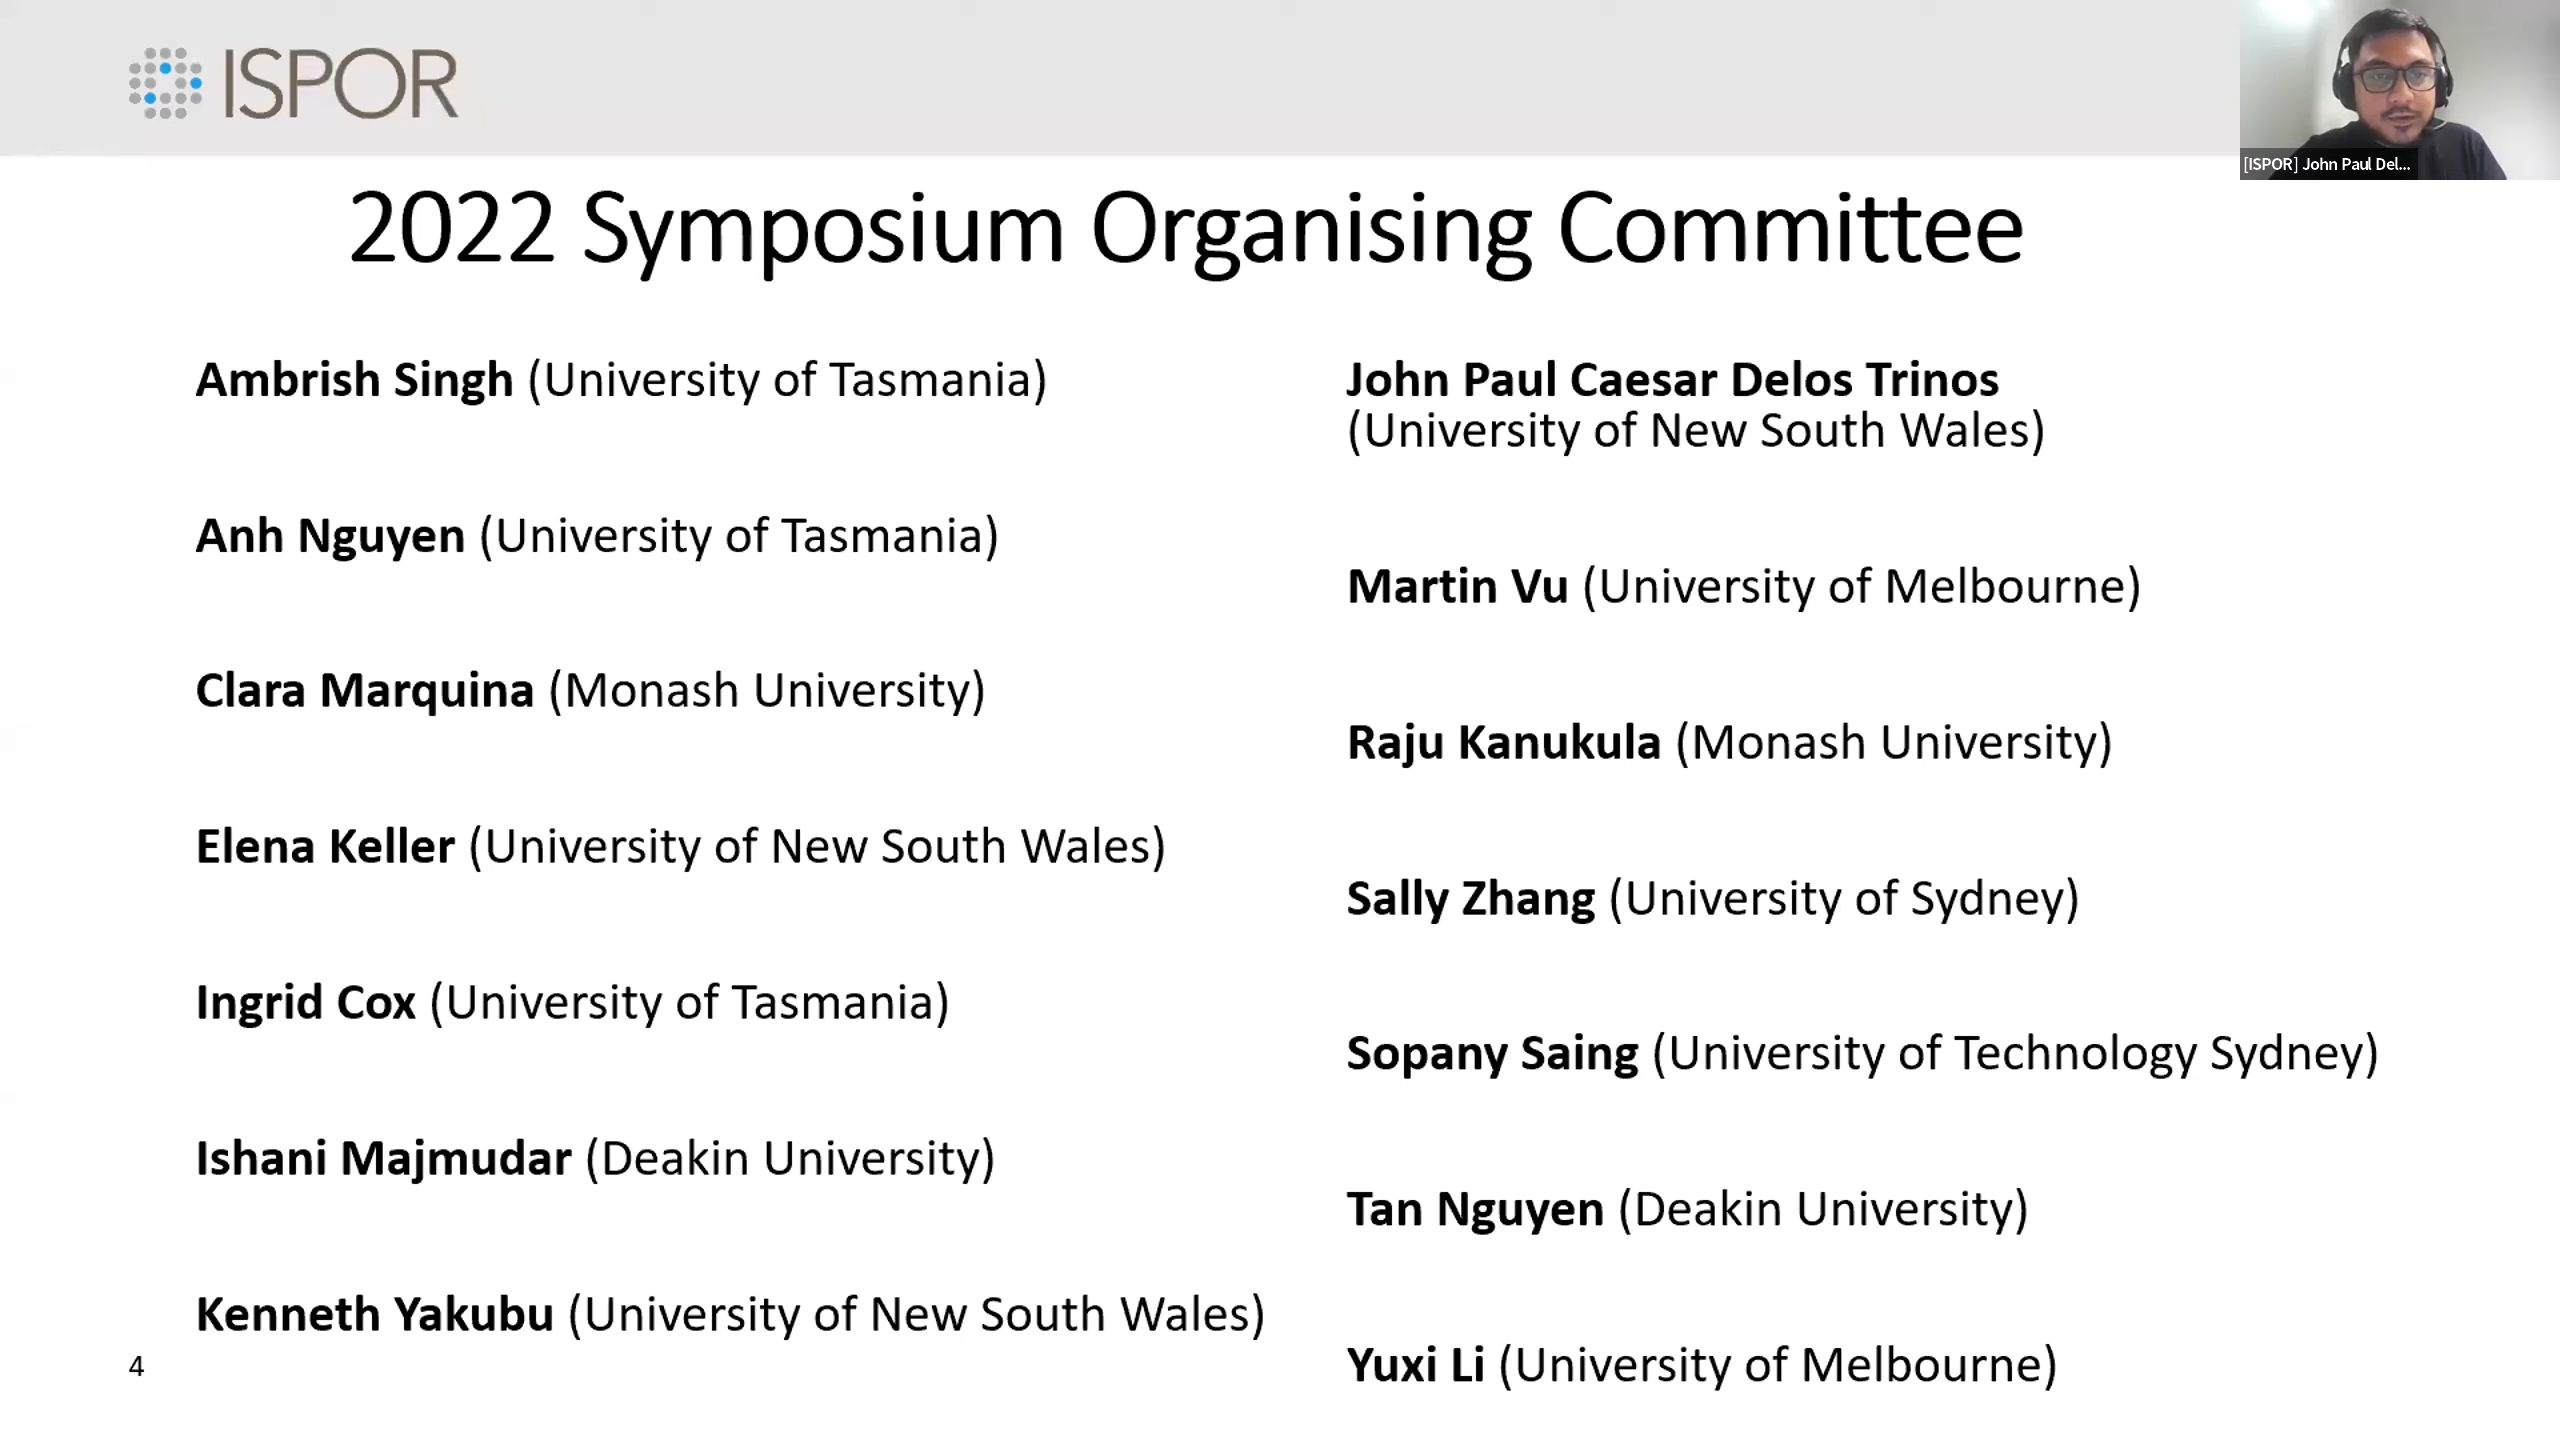 ISPOR
[ISPOR] John Paul Del...
2022 Symposium Organising Committee
Ambrish Singh (University of Tasmania)
Anh Nguyen (University of Tasmania)
Clara Marquina (Monash University)
Elena Keller (University of New South Wales)
Ingrid Cox (University of Tasmania)
Ishani Majmudar (Deakin University)
Kenneth Yakubu (University of New South Wales)
John Paul Caesar Delos Trinos
(University of New South Wales)
Martin Vu (University of Melbourne)
Raju Kanukula (Monash University)
Sally Zhang (University of Sydney)
Sopany Saing (University of Technology Sydney)
Tan Nguyen (Deakin University)
Yuxi Li (University of Melbourne)
4